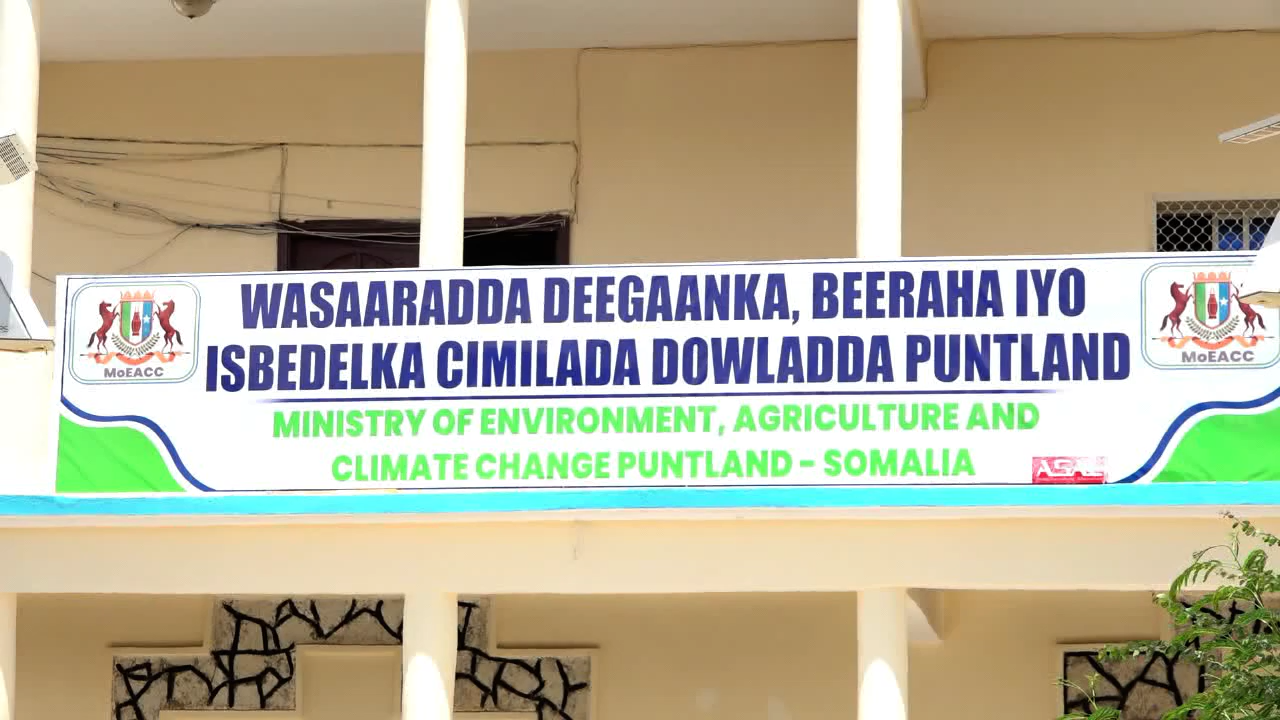 WASAARADDA DEEGAANKA, BEERAHA IYO
ISBEDELKA CIMILADA DOWLADDA PUNTLAND
MINISTRY OF ENVIRONMENT, AGRICULTURE AND
CLIMATE CHANGE PUNTLAND - SOMALIA
MoEACC
MoEACC